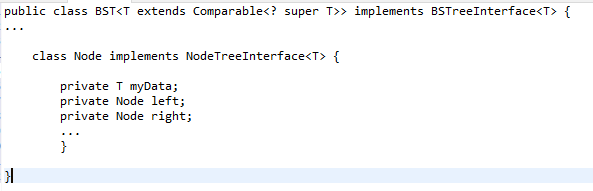 public class BST<T extends Comparable<? super T>> implements BSTreeInterface<T> {
...
class Node implements NodeTreeInterface<T> {
private T myData;
private Node left;
private Node right;
...
}
}